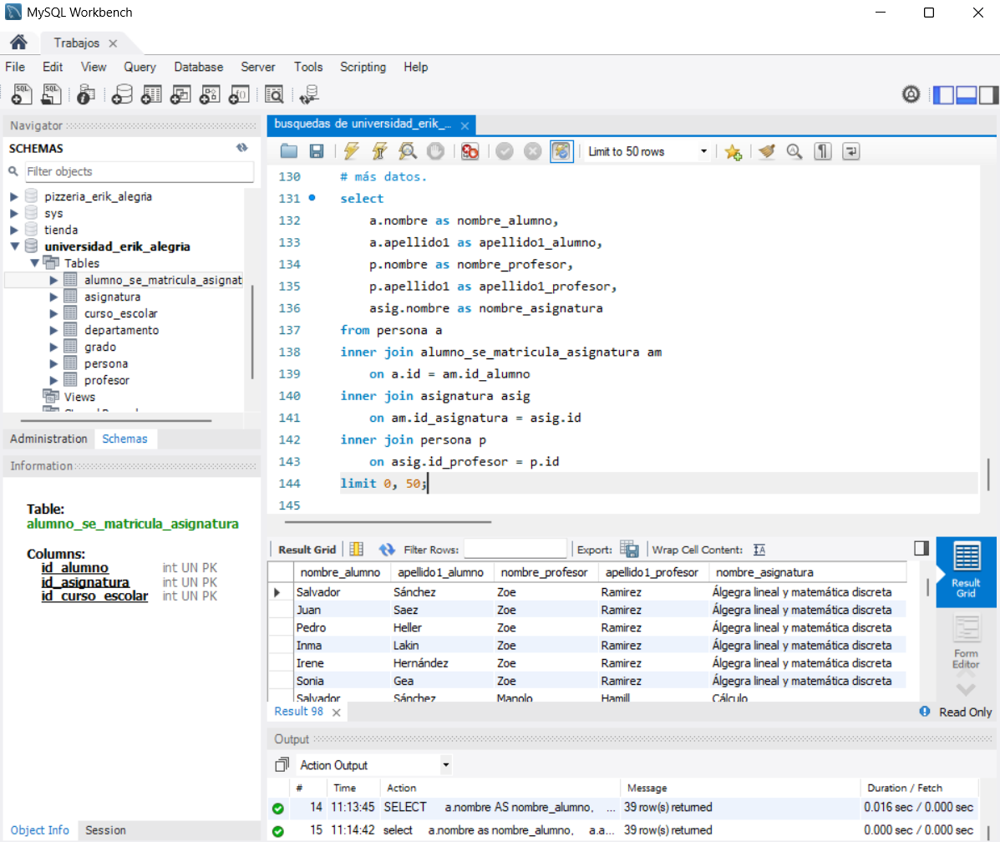 MySQL Workbench
Trabajos
File Edit View Query Database Server Tools Scripting Help
Navigator
SCHEMAS
Filter objects
pizzeria_erik_alegria
sys
tienda
universidad_erik_alegria
Tables
alumno_se_matricula_asignat
asignatura
curso_escolar
departamento
grado
persona
profesor
Views
Administration Schemas
Information
Table:
alumno_se_matricula_asignatura
Columns:
id_alumno int UN PK
id_asignatura int UN PK
id_curso_escolar int UN PK
Object Info Session
busquedas de universidad_erik_...
Limit to 50 rows
130 # más datos.
131 select
132 a.nombre as nombre_alumno,
133 a.apellido1 as apellido1_alumno,
134 p.nombre as nombre_profesor,
135 p.apellido1 as apellido1_profesor,
136 asig.nombre as nombre_asignatura
137 from persona a
138 inner join alumno_se_matricula_asignatura am
139 on a.id = am.id_alumno
140 inner join asignatura asig
141 on am.id_asignatura = asig.id
142 inner join persona p
143 on asig.id_profesor = p.id
144 limit 0, 50;
145
Result Grid Filter Rows: Export: Wrap Cell Content:
nombre_alumno apellido1_alumno nombre_profesor apellido1_profesor nombre_asignatura
Salvador Sánchez Zoe Ramirez Álgegra lineal y matemática discreta
Juan Saez Zoe Ramirez Álgegra lineal y matemática discreta
Pedro Heller Zoe Ramirez Álgegra lineal y matemática discreta
Inma Lakin Zoe Ramirez Álgegra lineal y matemática discreta
Irene Hernández Zoe Ramirez Álgegra lineal y matemática discreta
Sonia Gea Zoe Ramirez Álgegra lineal y matemática discreta
Salvador Sánchez Manolo Hamill Cálculo
Result Grid
Form Editor
Result 98
Read Only
Output
Action Output
# Time Action Message Duration / Fetch
14 11:13:45 SELECT a.nombre AS nombre_alumno, ... 39 row(s) returned 0.016 sec / 0.000 sec
15 11:14:42 select a.nombre as nombre_alumno, a.a... 39 row(s) returned 0.000 sec / 0.000 sec